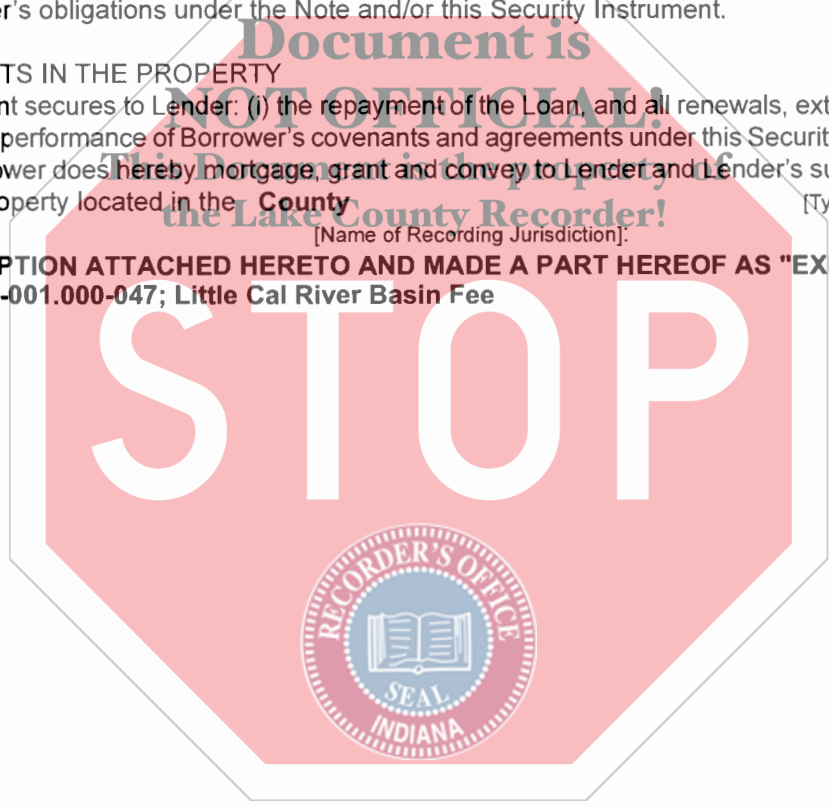 er's obligations under the Note and/or this Security Instrument.
Document is
TS IN THE PROPERTY
nt secures to Lender: (i) the repayment of the Loan, and all renewals, ext
NOT OFFICIAL!
performance of Borrower's covenants and agreements under this Securit
This Document is the property of
ower does hereby mortgage, grant and convey to Lender and Lender's su
operty located in the County [Ty
the Lake County Recorder!
[Name of Recording Jurisdiction]:
PTION ATTACHED HERETO AND MADE A PART HEREOF AS "EX
-001.000-047; Little Cal River Basin Fee
STOP
RECORDER'S OFFICE
SEAL
INDIANA